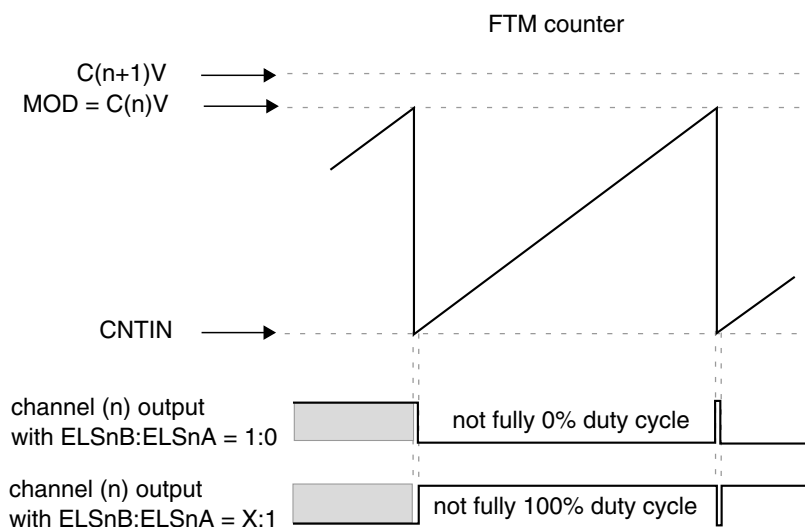 FTM counter
C(n+1)V
MOD = C(n)V
CNTIN
channel (n) output
with ELSnB:ELSnA = 1:0
not fully 0% duty cycle
channel (n) output
with ELSnB:ELSnA = X:1
not fully 100% duty cycle